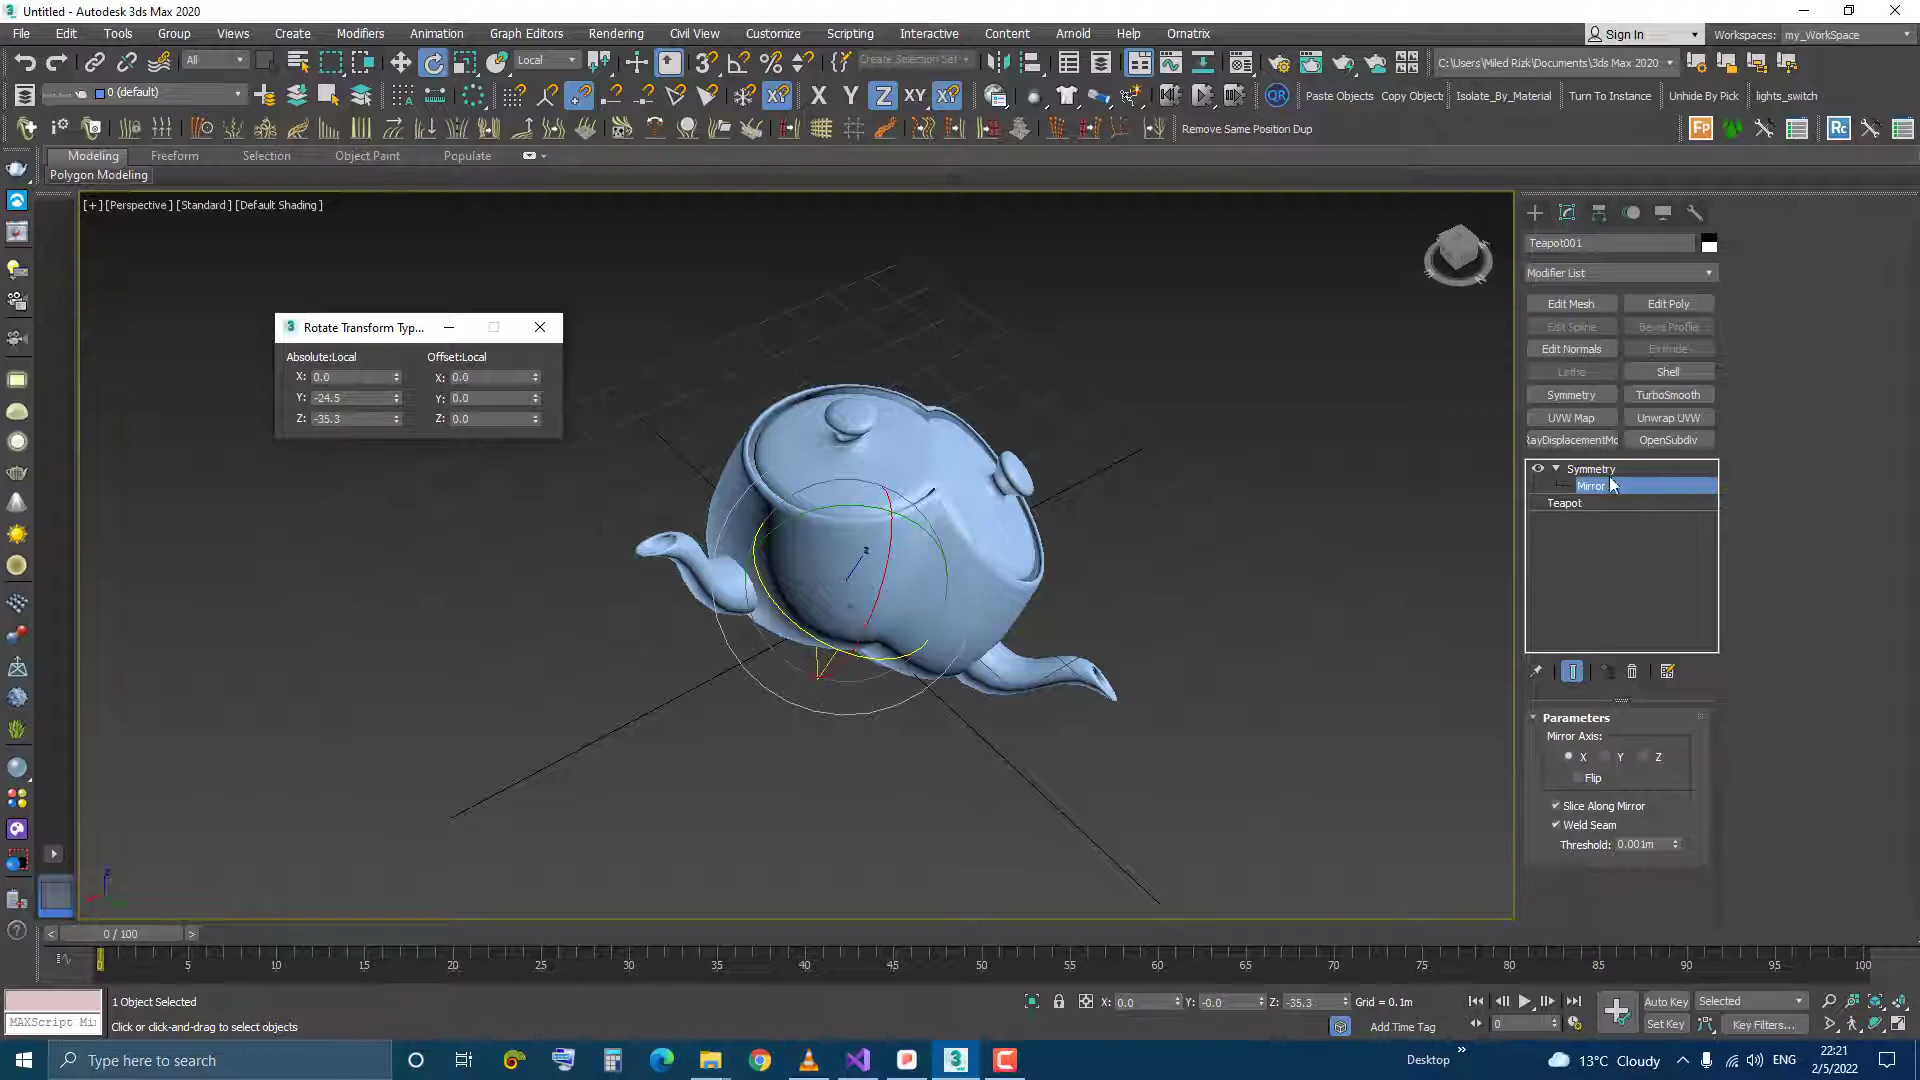 Untitled - Autodesk 3ds Max 2020
File Edit Tools Group Views Create Modifiers Animation Graph Editors Rendering Civil View Customize Scripting Interactive Content Arnold Help Ornatrix
Sign In Workspaces: my_WorkSpace
All Local Create Selection Set C:\Users\Miled Rizk\Documents\3ds Max 2020
0 (default) X Y Z XY QR Paste Objects Copy Objects Isolate_By_Material Turn To Instance Unhide By Pick lights_switch
Remove Same Position Dup
Modeling Freeform Selection Object Paint Populate
Polygon Modeling
[+] [Perspective ] [Standard ] [Default Shading ]
Teapot001
Modifier List
Edit Mesh Edit Poly
Edit Spline Bevel Profile
Edit Normals Extrude
Lathe Shell
Symmetry TurboSmooth
UVW Map Unwrap UVW
RayDisplacementMo OpenSubdiv
Symmetry
Mirror
Teapot
Rotate Transform Typ...
Absolute:Local Offset:Local
X: 0.0 X: 0.0
Y: -24.5 Y: 0.0
Z: -35.3 Z: 0.0
z
Parameters
Mirror Axis:
X Y Z
Flip
Slice Along Mirror
Weld Seam
Threshold: 0.001m
< 0 / 100 >
0 5 10 15 20 25 30 35 40 45 50 55 60 65 70 75 80 85 90 95 100
1 Object Selected X: 0.0 Y: -0.0 Z: -35.3 Grid = 0.1m Auto Key Selected
MAXScript Mi Click or click-and-drag to select objects Add Time Tag 0 Set Key Key Filters...
Type here to search Desktop 13°C Cloudy ENG
22:21
2/5/2022